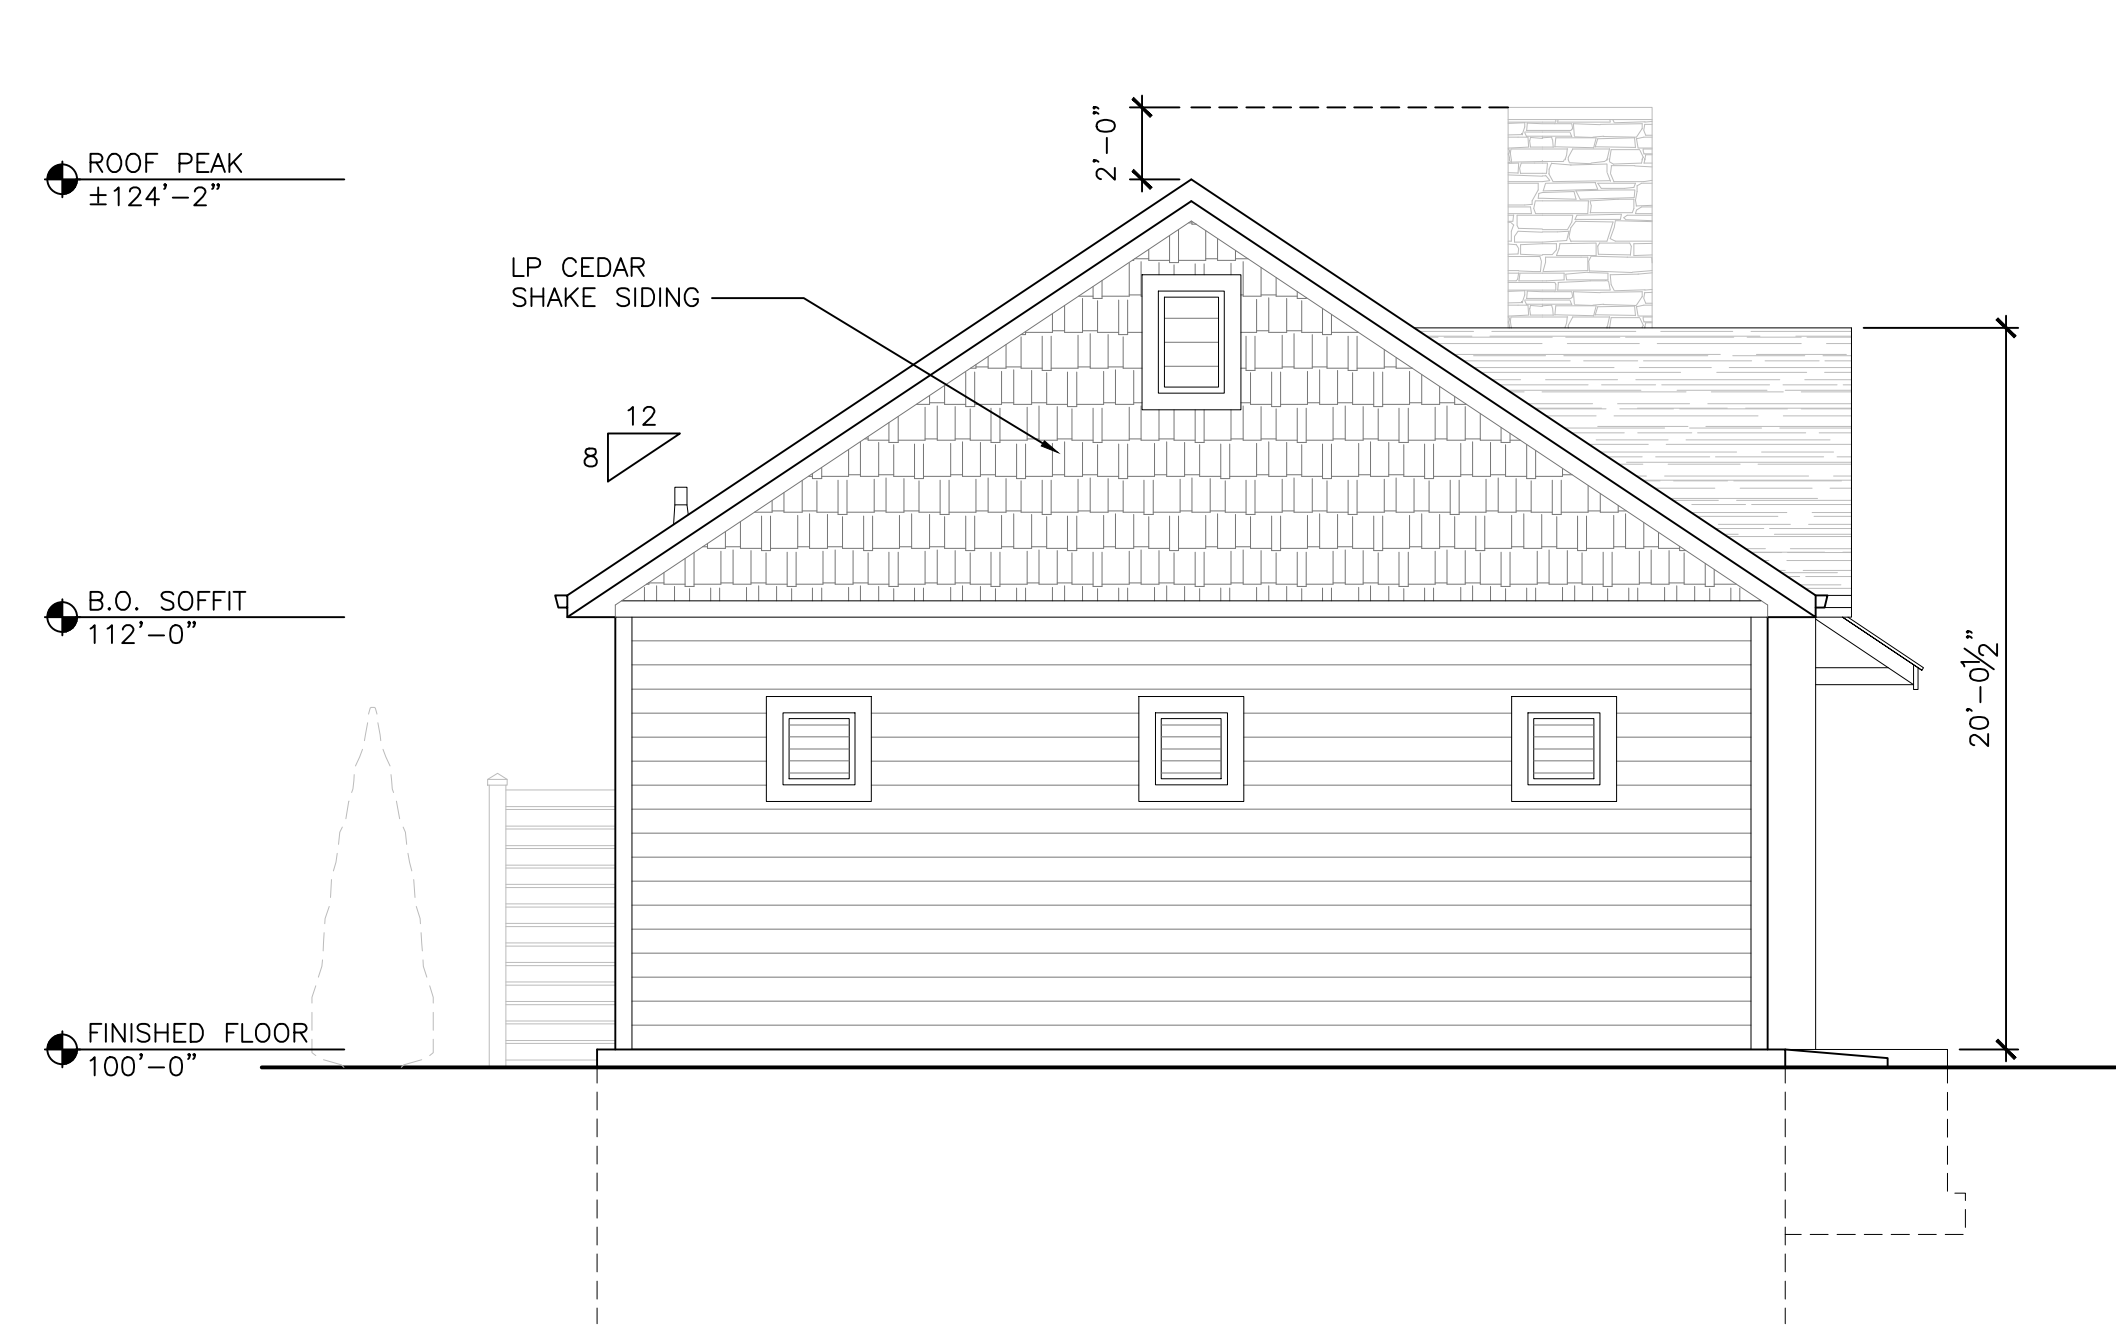 2'-0"
ROOF PEAK
±124'-2"
LP CEDAR
SHAKE SIDING
12
8
B.O. SOFFIT
112'-0"
20'-0½"
FINISHED FLOOR
100'-0"